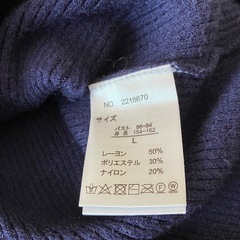 NO. 2218670
サイズ
バスト 86-94
身長 154-162
L
レーヨン 50%
ポリエステル 30%
ナイロン 20%